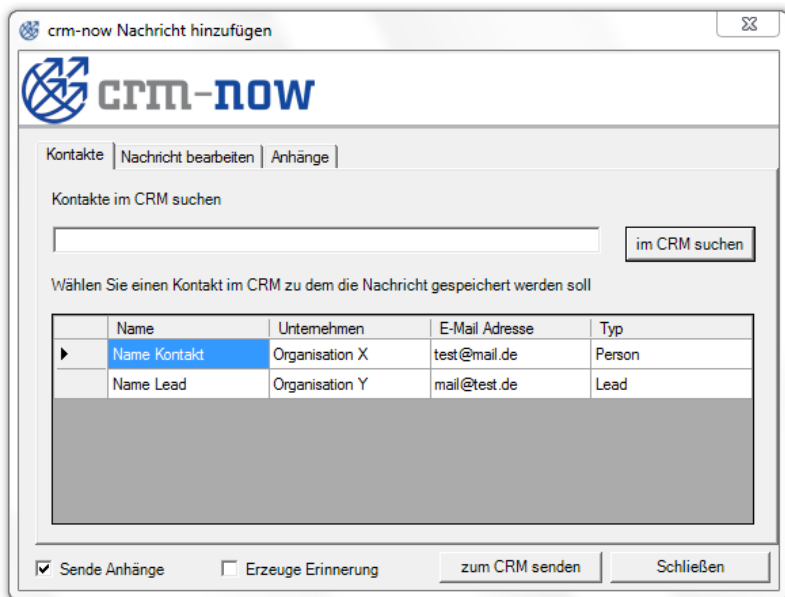 crm-now Nachricht hinzufügen
crm-now
Kontakte Nachricht bearbeiten Anhänge
Kontakte im CRM suchen
im CRM suchen
Wählen Sie einen Kontakt im CRM zu dem die Nachricht gespeichert werden soll
Name Unternehmen E-Mail Adresse Typ
Name Kontakt Organisation X test@mail.de Person
Name Lead Organisation Y mail@test.de Lead
Sende Anhänge Erzeuge Erinnerung zum CRM senden Schließen